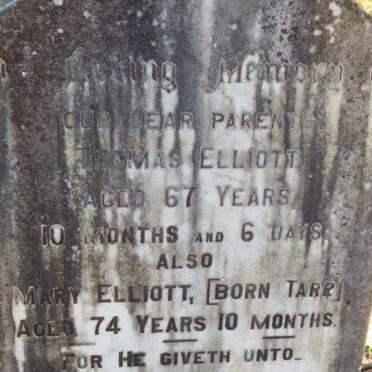 In Loving Memory
OUR DEAR PARENTS
THOMAS ELLIOTT,
AGED 67 YEARS,
10 MONTHS AND 6 DAYS.
ALSO
MARY ELLIOTT, [BORN TARR]
AGED 74 YEARS 10 MONTHS.
FOR HE GIVETH UNTO